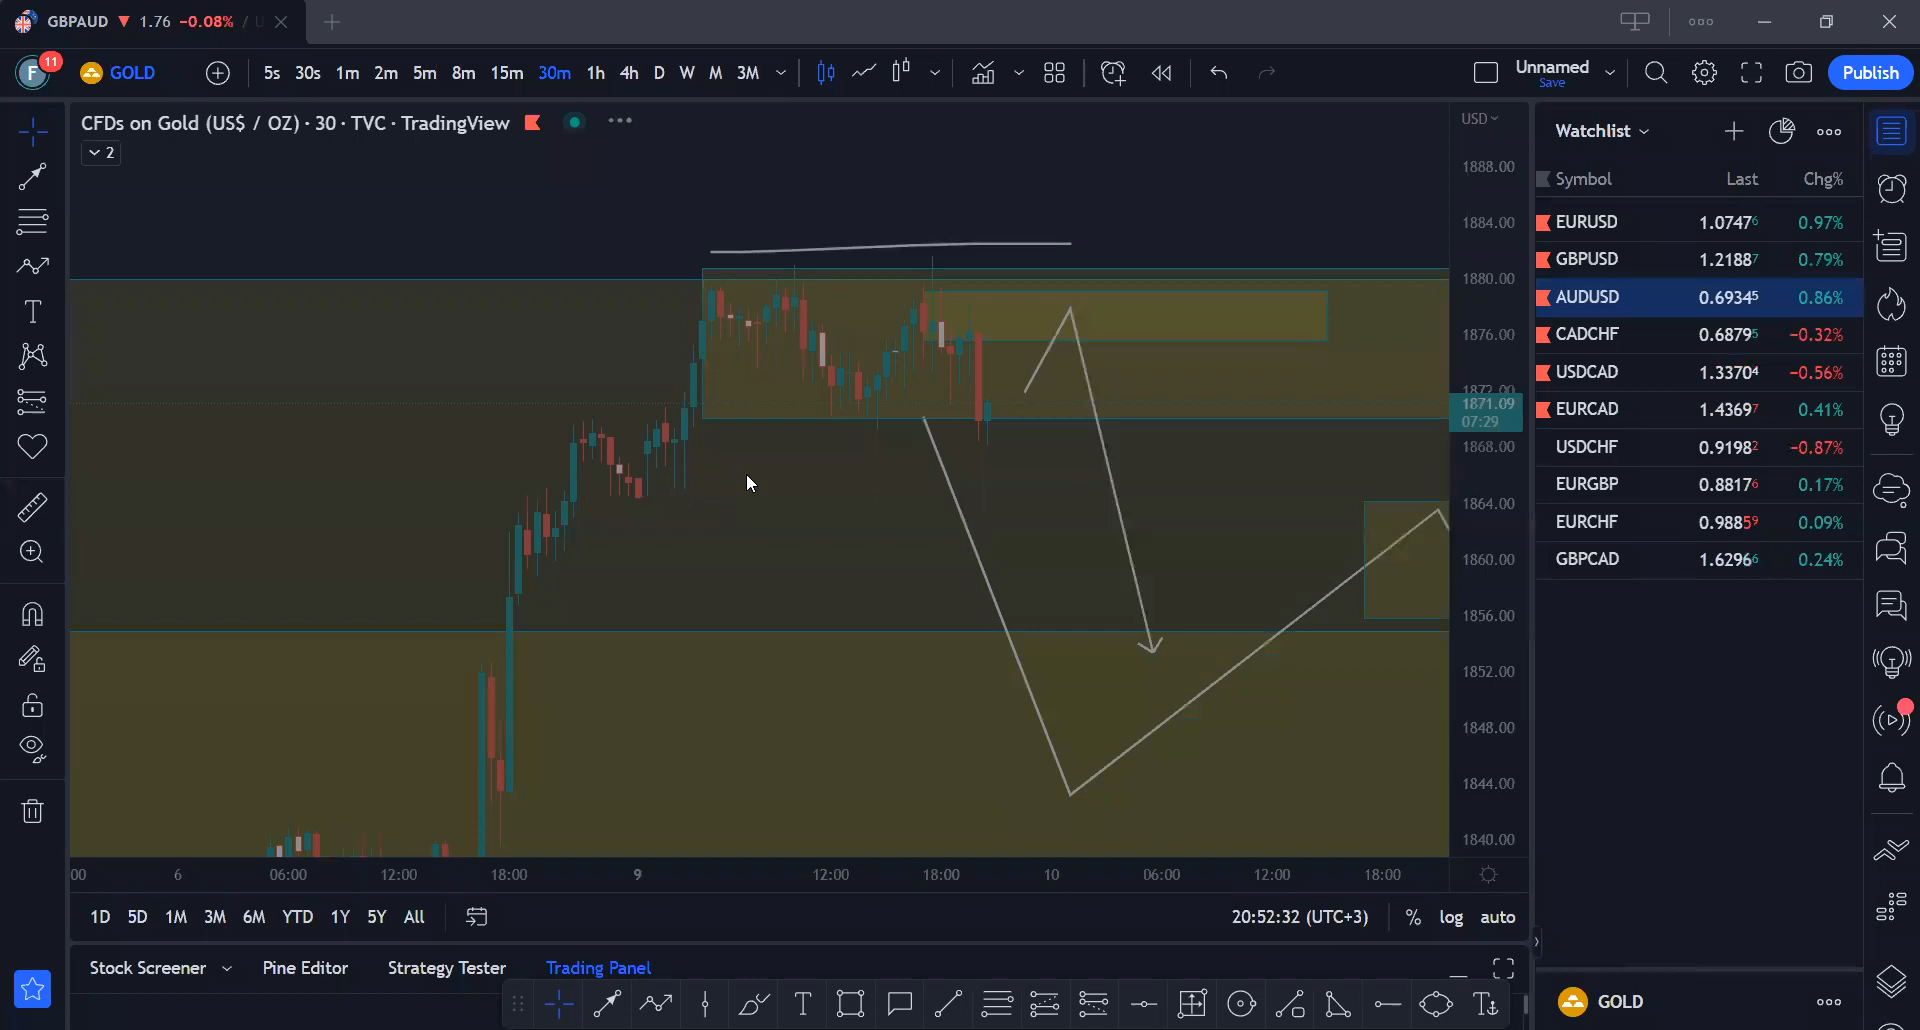 GBPAUD ▼ 1.76 −0.08% / U
F 11 GOLD 5s 30s 1m 2m 5m 8m 15m 30m 1h 4h D W M 3M Unnamed Save Publish
CFDs on Gold (US$ / OZ) · 30 · TVC · TradingView
2
USD
1888.00
1884.00
1880.00
1876.00
1872.00
1871.09
07:29
1868.00
1864.00
1860.00
1856.00
1852.00
1848.00
1844.00
1840.00
00 6 06:00 12:00 18:00 9 12:00 18:00 10 06:00 12:00 18:00
1D 5D 1M 3M 6M YTD 1Y 5Y All 20:52:32 (UTC+3) % log auto
Stock Screener Pine Editor Strategy Tester Trading Panel
Watchlist
Symbol Last Chg%
EURUSD 1.07476 0.97%
GBPUSD 1.21887 0.79%
AUDUSD 0.69345 0.86%
CADCHF 0.68795 −0.32%
USDCAD 1.33704 −0.56%
EURCAD 1.43697 0.41%
USDCHF 0.91982 −0.87%
EURGBP 0.88176 0.17%
EURCHF 0.98859 0.09%
GBPCAD 1.62966 0.24%
GOLD